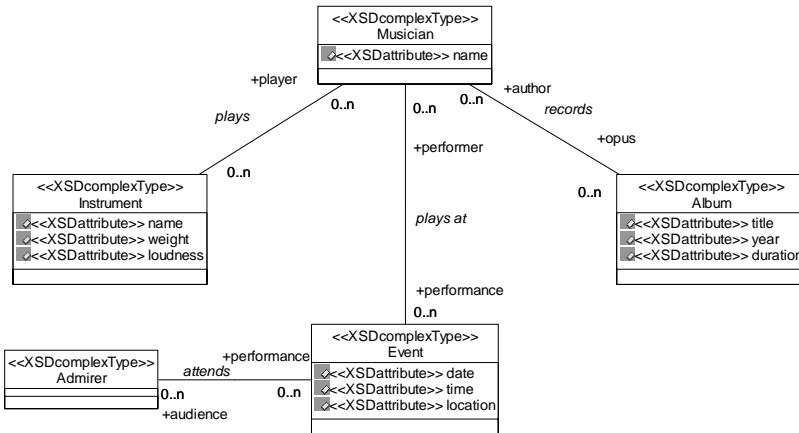 <<XSDcomplexType>>
Musician
<<XSDattribute>> name
+player
0..n
plays
0..n
0..n
+performer
plays at
+performance
0..n
+author
0..n
records
+opus
0..n
<<XSDcomplexType>>
Instrument
<<XSDattribute>> name
<<XSDattribute>> weight
<<XSDattribute>> loudness
<<XSDcomplexType>>
Album
<<XSDattribute>> title
<<XSDattribute>> year
<<XSDattribute>> duration
<<XSDcomplexType>>
Admirer
0..n
+audience
attends
+performance
0..n
<<XSDcomplexType>>
Event
<<XSDattribute>> date
<<XSDattribute>> time
<<XSDattribute>> location